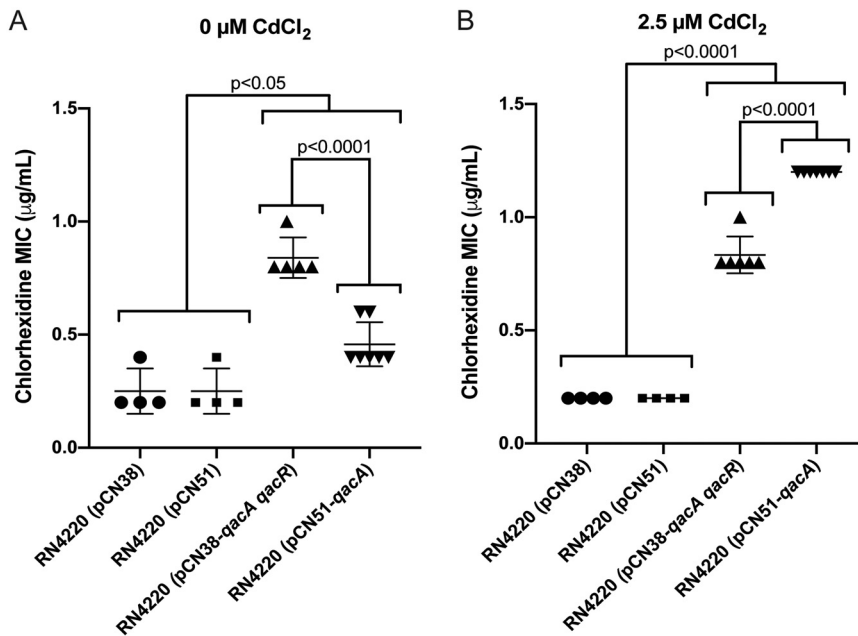 A
0 µM CdCl2
p<0.05
p<0.0001
Chlorhexidine MIC (µg/mL)
1.5
1.0
0.5
0.0
RN4220 (pCN38)
RN4220 (pCN51)
RN4220 (pCN38-qacA qacR)
RN4220 (pCN51-qacA)
B
2.5 µM CdCl2
p<0.0001
p<0.0001
Chlorhexidine MIC (µg/mL)
1.5
1.0
0.5
0.0
RN4220 (pCN38)
RN4220 (pCN51)
RN4220 (pCN38-qacA qacR)
RN4220 (pCN51-qacA)